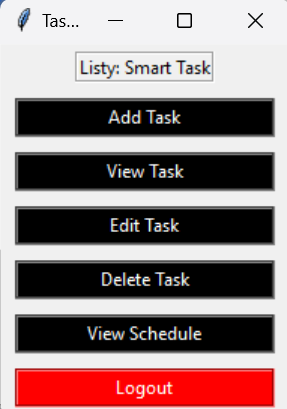 Tas...
Listy: Smart Task
Add Task
View Task
Edit Task
Delete Task
View Schedule
Logout